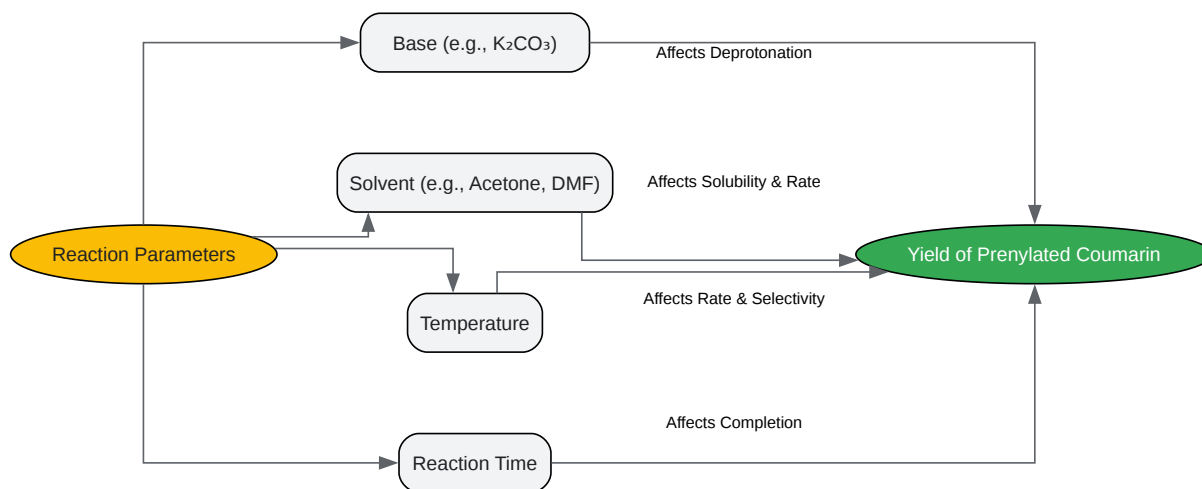 Base (e.g., K₂CO₃)
Affects Deprotonation
Solvent (e.g., Acetone, DMF)
Affects Solubility & Rate
Reaction Parameters
Yield of Prenylated Coumarin
Affects Rate & Selectivity
Temperature
Affects Completion
Reaction Time